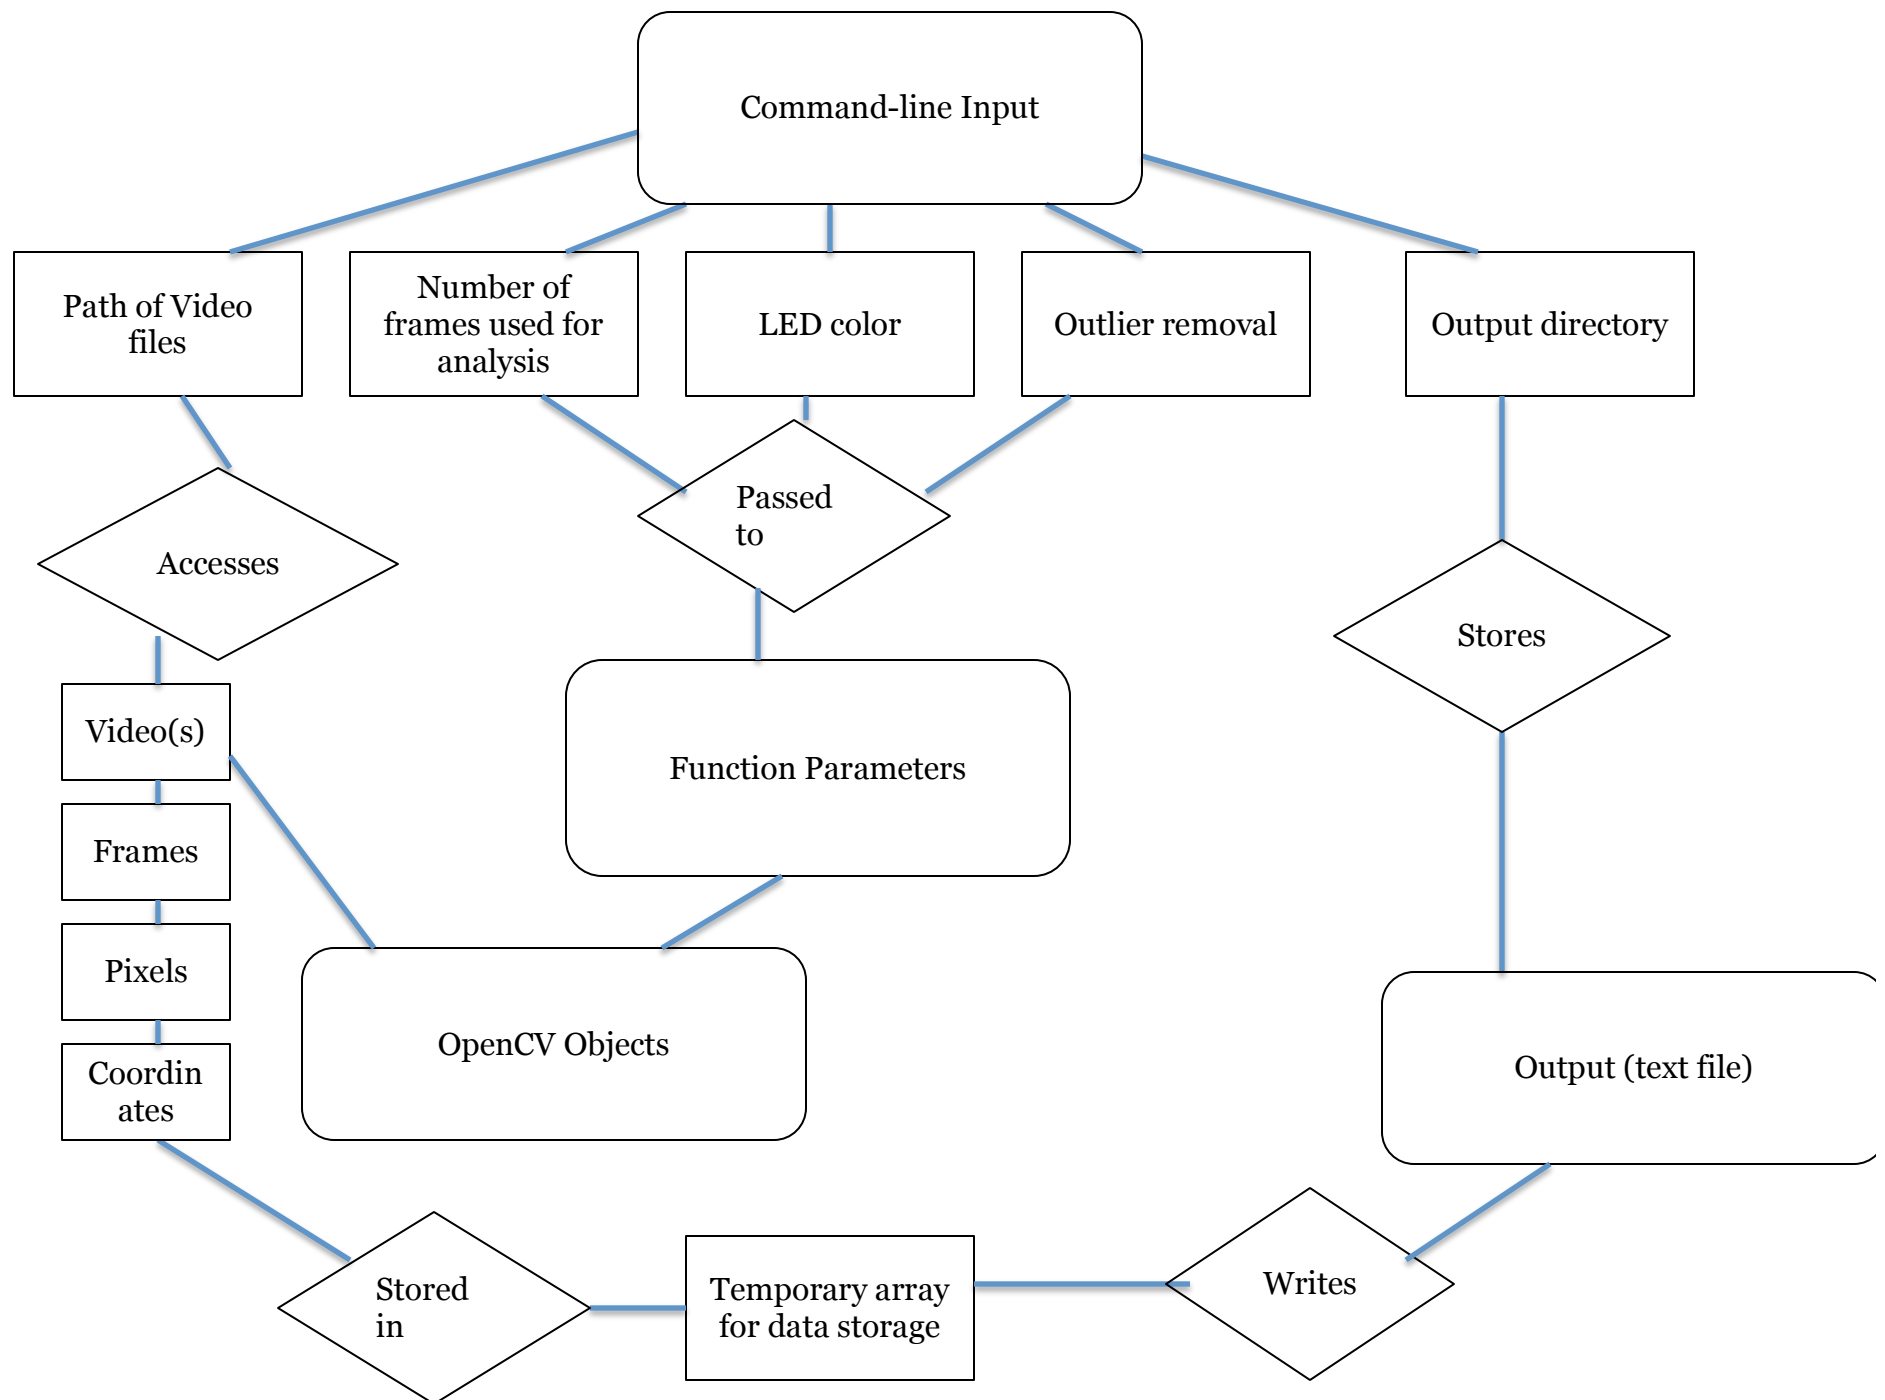 Command-line Input
Path of Video
files
Number of
frames used for
analysis
LED color
Outlier removal
Output directory
Passed
to
Accesses
Stores
Video(s)
Function Parameters
Frames
Pixels
OpenCV Objects
Output (text file)
Coordin
ates
Stored
in
Temporary array
for data storage
Writes